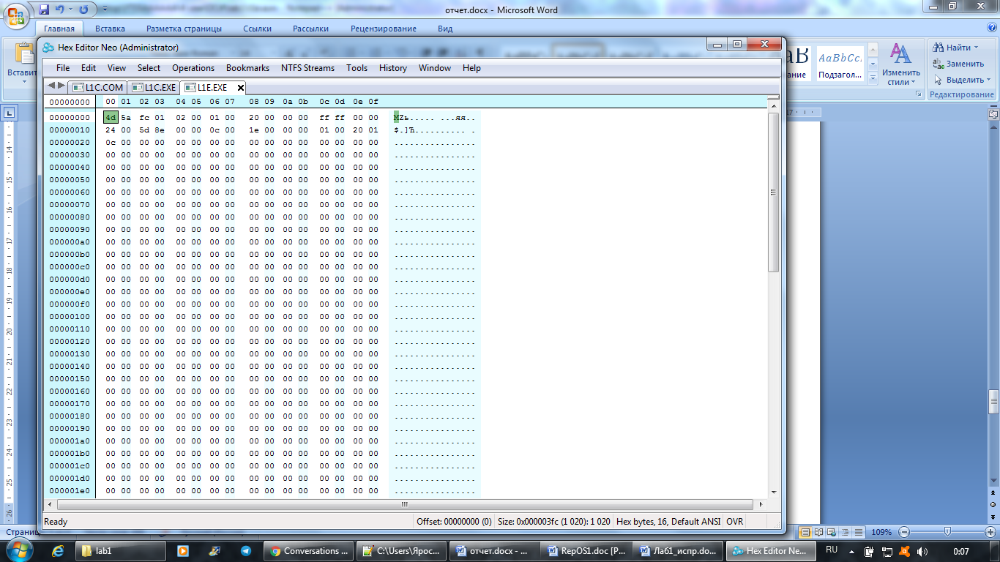 отчет.docx - Microsoft Word
Главная Вставка Разметка страницы Ссылки Рассылки Рецензирование Вид
Hex Editor Neo (Administrator)
File Edit View Select Operations Bookmarks NTFS Streams Tools History Window Help
L1C.COM L1C.EXE L1E.EXE
Вставит
АаВbСс.
Подзагол...
Изменить
стили
Найти
Заменить
Выделить
Редактирование
00000000 00 01 02 03 04 05 06 07 08 09 0a 0b 0c 0d 0e 0f
00000000 4d 5a fc 01 02 00 01 00 20 00 00 00 ff ff 00 00 MZь..... ...яя..
00000010 24 00 5d 8e 00 00 0c 00 1e 00 00 00 01 00 20 01 $.]Ћ.......... .
00000020 0c 00 00 00 00 00 00 00 00 00 00 00 00 00 00 00 ................
00000030 00 00 00 00 00 00 00 00 00 00 00 00 00 00 00 00 ................
00000040 00 00 00 00 00 00 00 00 00 00 00 00 00 00 00 00 ................
00000050 00 00 00 00 00 00 00 00 00 00 00 00 00 00 00 00 ................
00000060 00 00 00 00 00 00 00 00 00 00 00 00 00 00 00 00 ................
00000070 00 00 00 00 00 00 00 00 00 00 00 00 00 00 00 00 ................
00000080 00 00 00 00 00 00 00 00 00 00 00 00 00 00 00 00 ................
00000090 00 00 00 00 00 00 00 00 00 00 00 00 00 00 00 00 ................
000000a0 00 00 00 00 00 00 00 00 00 00 00 00 00 00 00 00 ................
000000b0 00 00 00 00 00 00 00 00 00 00 00 00 00 00 00 00 ................
000000c0 00 00 00 00 00 00 00 00 00 00 00 00 00 00 00 00 ................
000000d0 00 00 00 00 00 00 00 00 00 00 00 00 00 00 00 00 ................
000000e0 00 00 00 00 00 00 00 00 00 00 00 00 00 00 00 00 ................
000000f0 00 00 00 00 00 00 00 00 00 00 00 00 00 00 00 00 ................
00000100 00 00 00 00 00 00 00 00 00 00 00 00 00 00 00 00 ................
00000110 00 00 00 00 00 00 00 00 00 00 00 00 00 00 00 00 ................
00000120 00 00 00 00 00 00 00 00 00 00 00 00 00 00 00 00 ................
00000130 00 00 00 00 00 00 00 00 00 00 00 00 00 00 00 00 ................
00000140 00 00 00 00 00 00 00 00 00 00 00 00 00 00 00 00 ................
00000150 00 00 00 00 00 00 00 00 00 00 00 00 00 00 00 00 ................
00000160 00 00 00 00 00 00 00 00 00 00 00 00 00 00 00 00 ................
00000170 00 00 00 00 00 00 00 00 00 00 00 00 00 00 00 00 ................
00000180 00 00 00 00 00 00 00 00 00 00 00 00 00 00 00 00 ................
00000190 00 00 00 00 00 00 00 00 00 00 00 00 00 00 00 00 ................
000001a0 00 00 00 00 00 00 00 00 00 00 00 00 00 00 00 00 ................
000001b0 00 00 00 00 00 00 00 00 00 00 00 00 00 00 00 00 ................
000001c0 00 00 00 00 00 00 00 00 00 00 00 00 00 00 00 00 ................
000001d0 00 00 00 00 00 00 00 00 00 00 00 00 00 00 00 00 ................
000001e0 00 00 00 00 00 00 00 00 00 00 00 00 00 00 00 00 ................
Ready Offset: 00000000 (0) Size: 0x000003fc (1 020): 1 020 Hex bytes, 16, Default ANSI OVR
109%
lab1 Conversations ... C:\Users\Ярос... отчет.docx - ... RepOS1.doc [Р... Лаб1_испр.do... Hex Editor Neo... RU 0:07